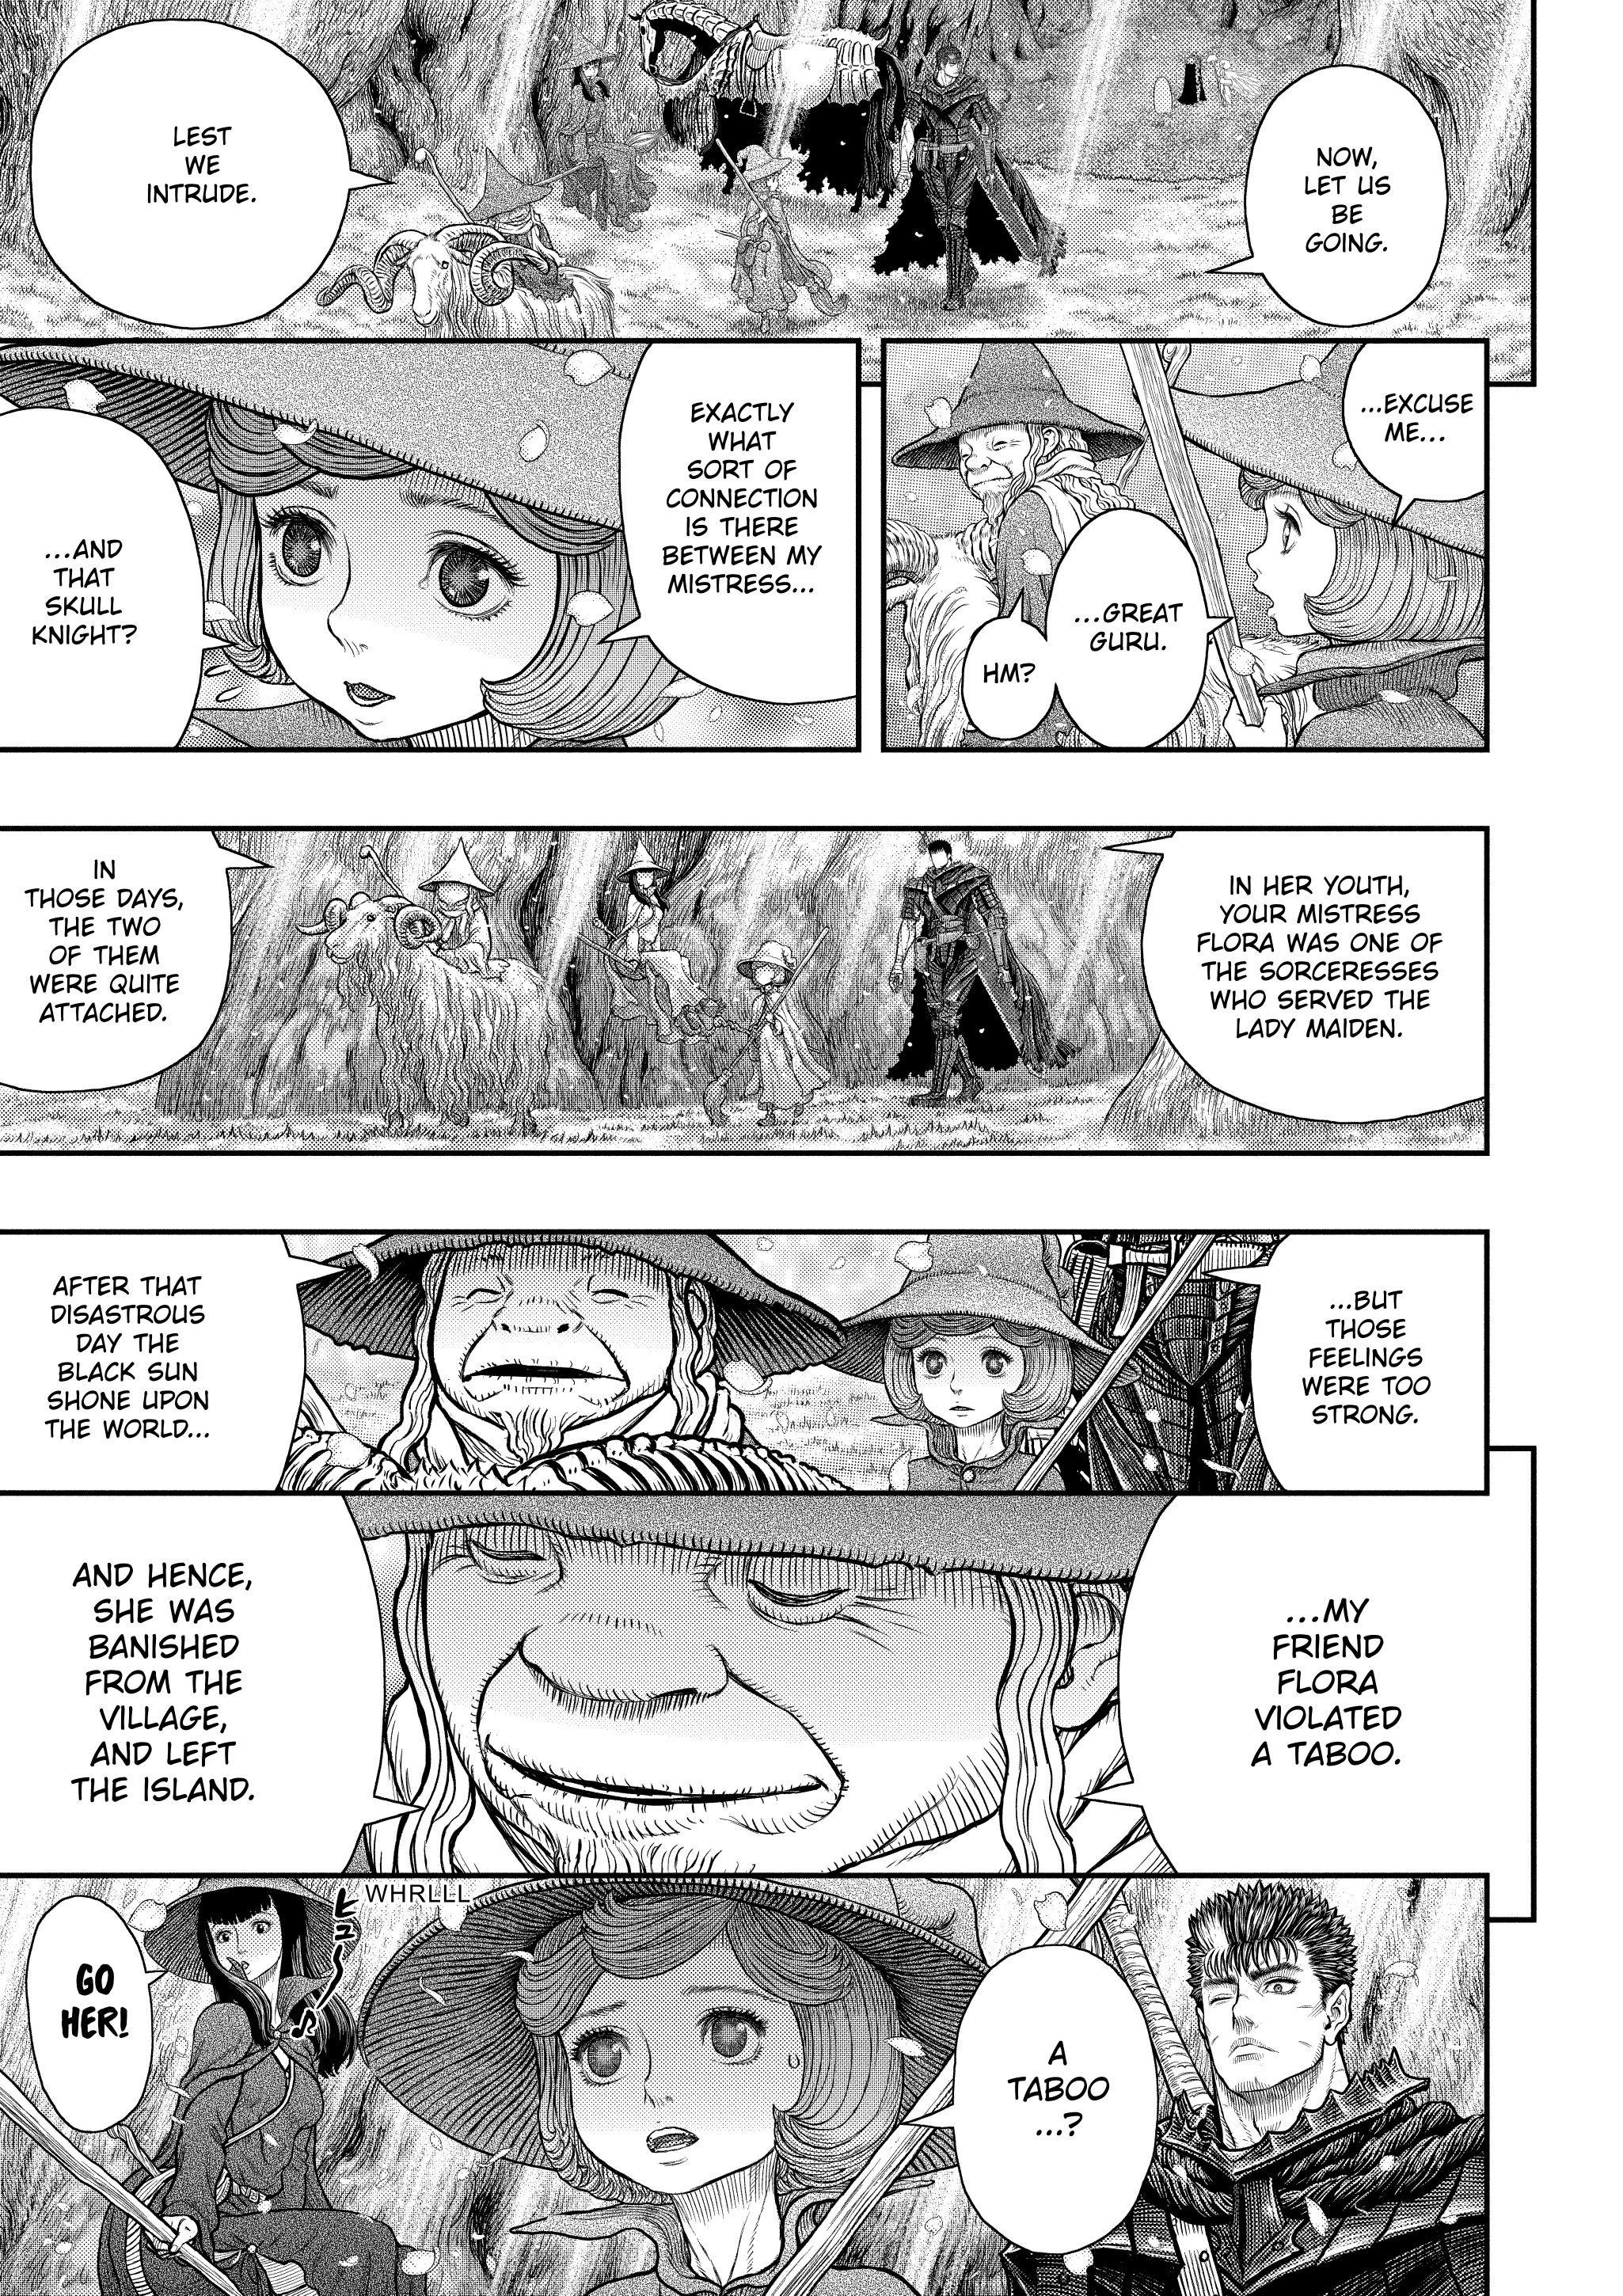 NOW,
LET US
BE
GOING.
LEST
WE
INTRUDE.
...EXCUSE
ME...
...GREAT
GURU.
HM?
EXACTLY
WHAT
SORT OF
CONNECTION
IS THERE
BETWEEN MY
MISTRESS...
...AND
THAT
SKULL
KNIGHT?
IN HER YOUTH,
YOUR MISTRESS
FLORA WAS ONE OF
THE SORCERESSES
WHO SERVED THE
LADY MAIDEN.
IN
THOSE DAYS,
THE TWO
OF THEM
WERE QUITE
ATTACHED.
...BUT
THOSE
FEELINGS
WERE TOO
STRONG.
AFTER THAT
DISASTROUS
DAY THE
BLACK SUN
SHONE UPON
THE WORLD...
...MY
FRIEND
FLORA
VIOLATED
A TABOO.
AND HENCE,
SHE WAS
BANISHED
FROM THE
VILLAGE,
AND LEFT
THE ISLAND.
A
TABOO
...?
ヒュ〜♪
WHRLLL
GO
HER!